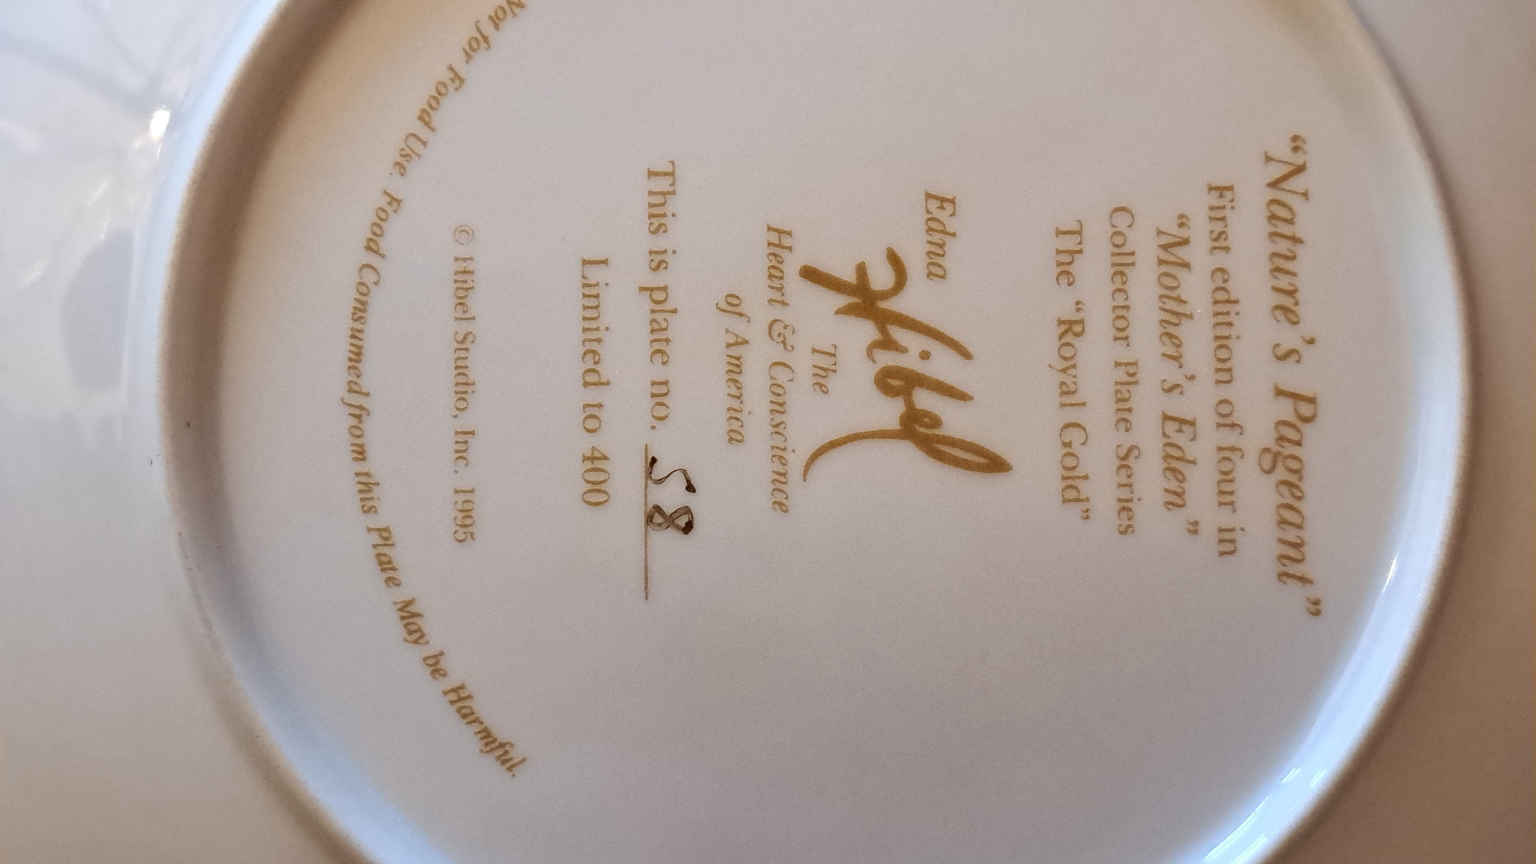 “Nature’s Pageant”
First edition of four in
“Mother’s Eden”
Collector Plate Series
The “Royal Gold”
Edna
Hibel
The
Heart & Conscience
of America
This is plate no. 58
Limited to 400
© Hibel Studio, Inc. 1995
Not for Food Use. Food Consumed from this Plate May be Harmful.